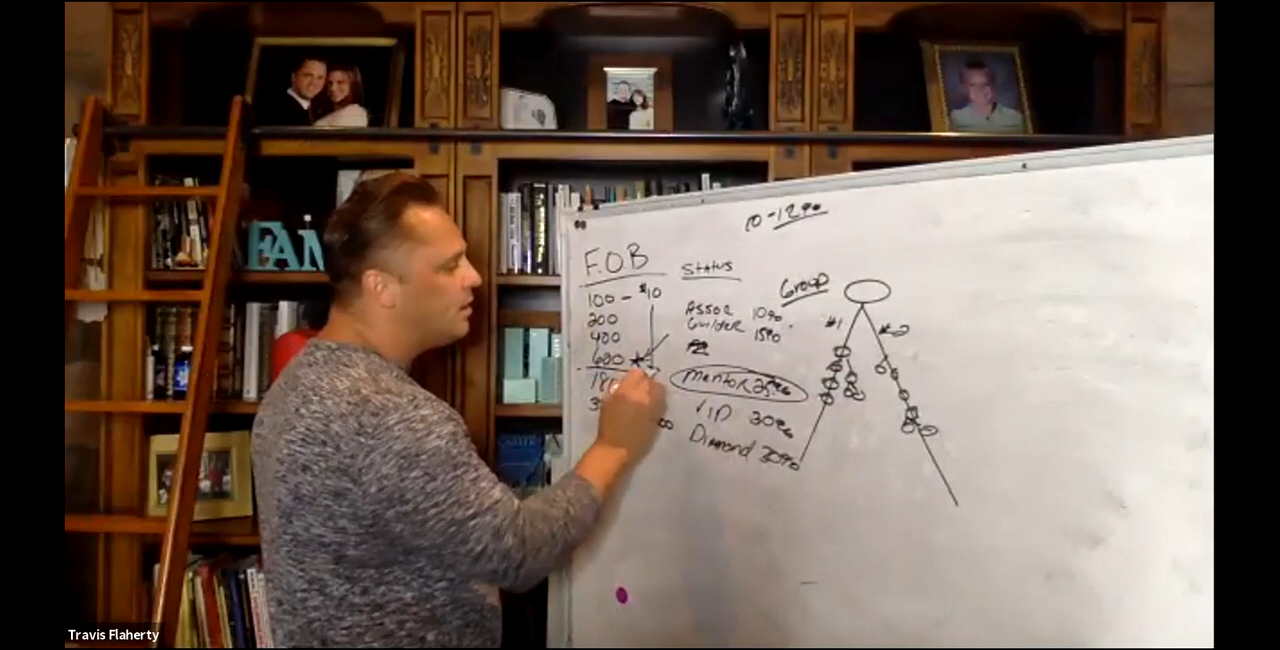 10-12%
F.O.B
STATUS
Group
100 - $10
200
400
600
Assoc 10%
Builder 15%
mentor 25%
VIP 30%
Diamond 30%
#1
#2
FAM
Travis Flaherty